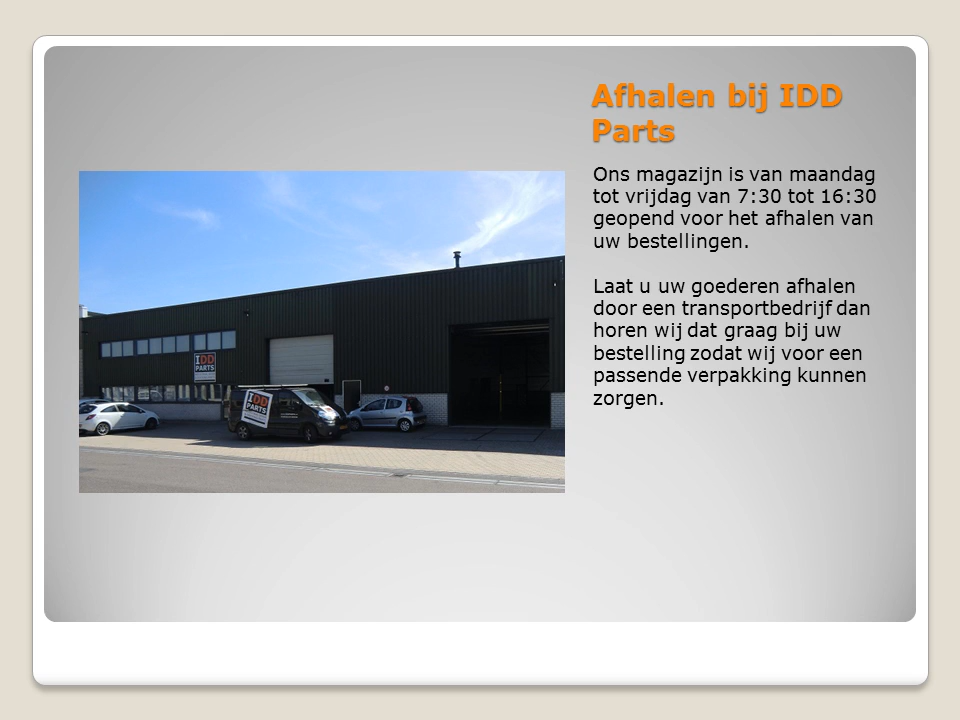 Afhalen bij IDD
Parts
Ons magazijn is van maandag
tot vrijdag van 7:30 tot 16:30
geopend voor het afhalen van
uw bestellingen.
Laat u uw goederen afhalen
door een transportbedrijf dan
horen wij dat graag bij uw
bestelling zodat wij voor een
passende verpakking kunnen
zorgen.
IDD
PARTS
IDD
PARTS